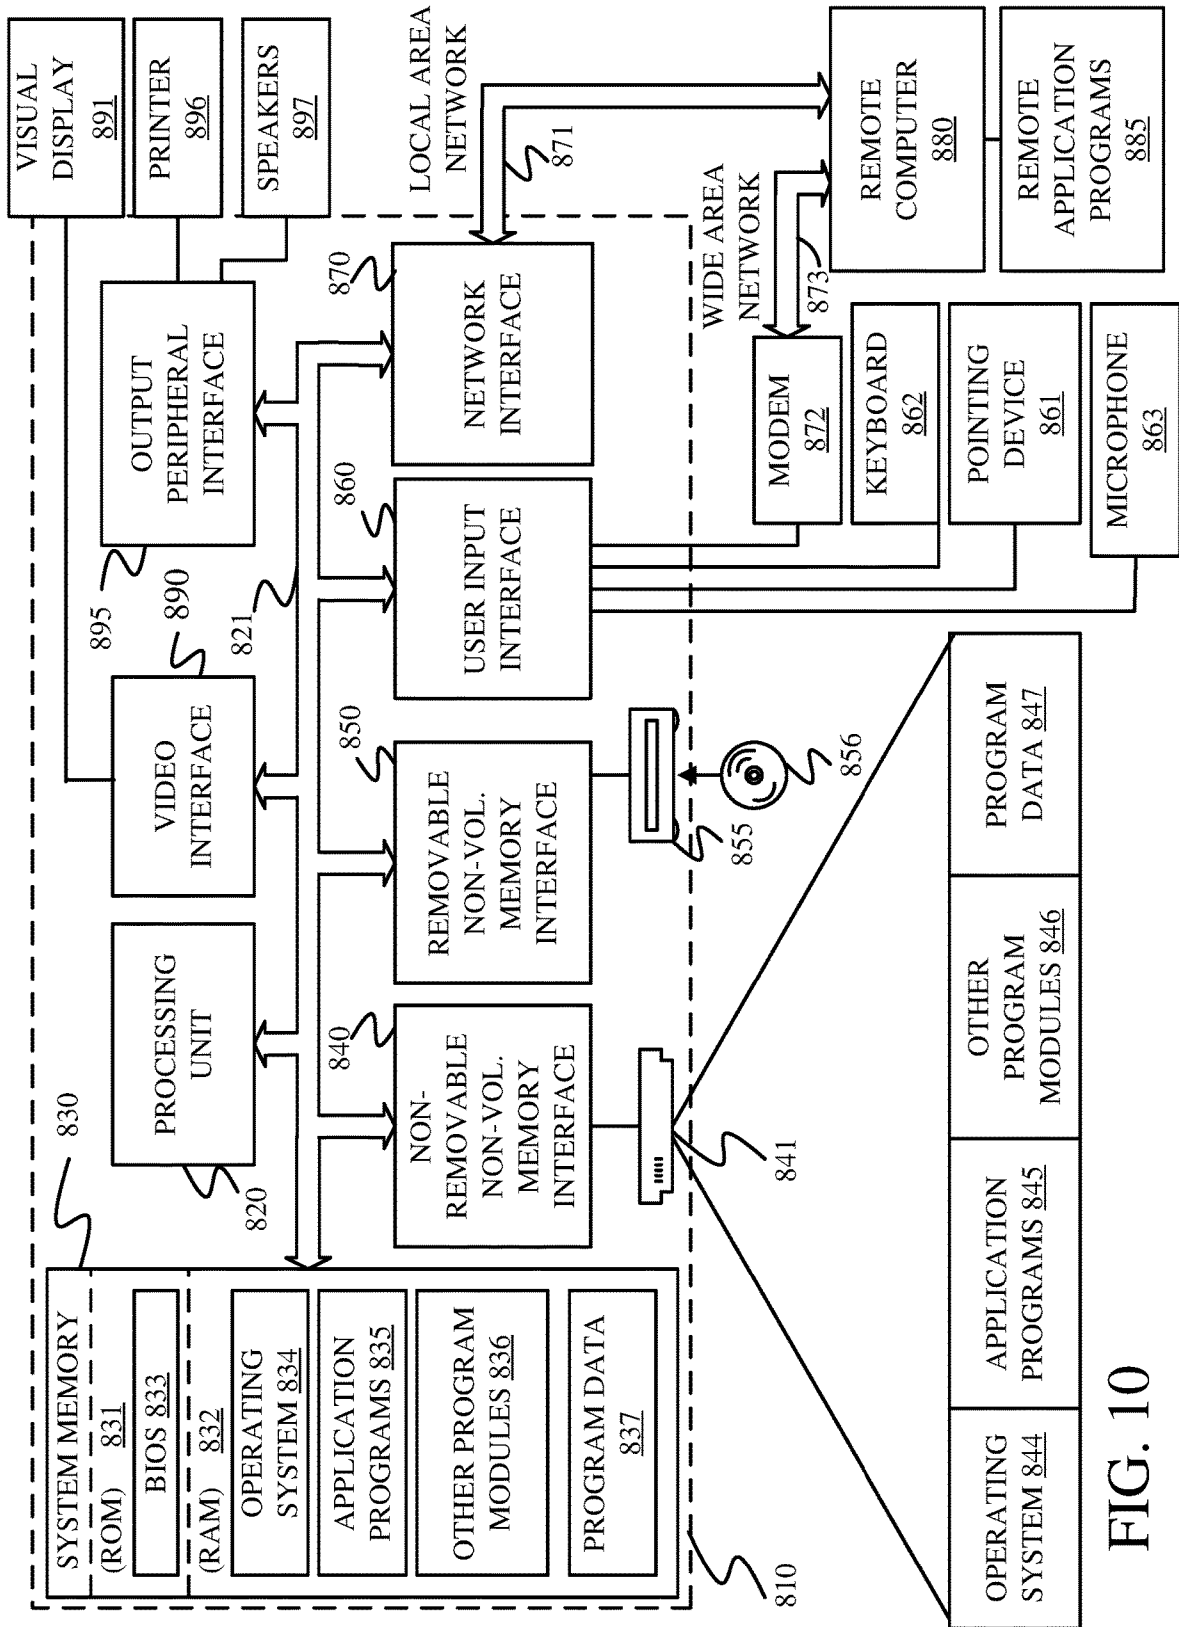 VISUAL
DISPLAY
891
PRINTER
896
SPEAKERS
897
830
SYSTEM MEMORY
(ROM) 831
BIOS 833
(RAM) 832
OPERATING
SYSTEM 834
APPLICATION
PROGRAMS 835
OTHER PROGRAM
MODULES 836
PROGRAM DATA
837
810
PROCESSING
UNIT
820
VIDEO
INTERFACE
890
OUTPUT
PERIPHERAL
INTERFACE
895
821
840
NON-
REMOVABLE
NON-VOL.
MEMORY
INTERFACE
850
REMOVABLE
NON-VOL.
MEMORY
INTERFACE
860
USER INPUT
INTERFACE
870
NETWORK
INTERFACE
LOCAL AREA
NETWORK
871
841
855
856
WIDE AREA
NETWORK
873
MODEM
872
KEYBOARD
862
POINTING
DEVICE
861
MICROPHONE
863
REMOTE
COMPUTER
880
REMOTE
APPLICATION
PROGRAMS
885
OPERATING
SYSTEM 844
APPLICATION
PROGRAMS 845
OTHER
PROGRAM
MODULES 846
PROGRAM
DATA 847
FIG. 10